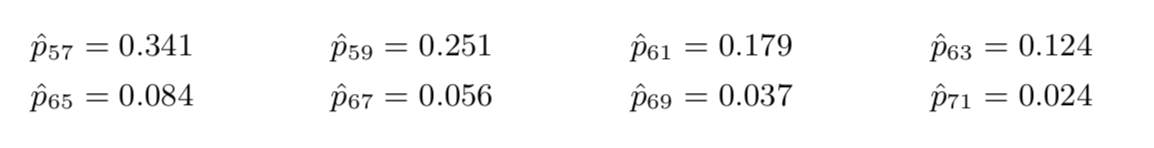 p̂₅₇ = 0.341 p̂₅₉ = 0.251 p̂₆₁ = 0.179 p̂₆₃ = 0.124
p̂₆₅ = 0.084 p̂₆₇ = 0.056 p̂₆₉ = 0.037 p̂₇₁ = 0.024